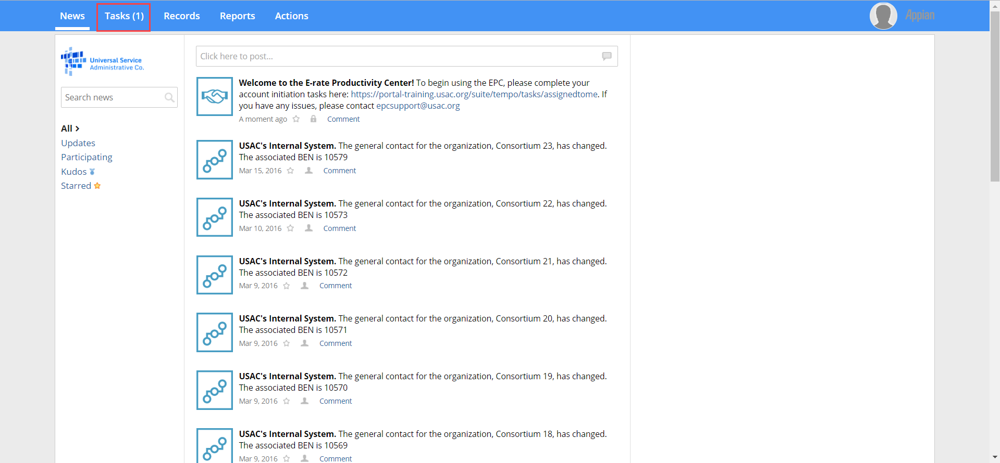 News Tasks (1) Records Reports Actions Appian
Universal Service
Administrative Co.
Search news
All
Updates
Participating
Kudos
Starred
Click here to post...
Welcome to the E-rate Productivity Center! To begin using the EPC, please complete your
account initiation tasks here: https://portal-training.usac.org/suite/tempo/tasks/assignedtome. If
you have any issues, please contact epcsupport@usac.org
A moment ago Comment
USAC's Internal System. The general contact for the organization, Consortium 23, has changed.
The associated BEN is 10579
Mar 15, 2016 Comment
USAC's Internal System. The general contact for the organization, Consortium 22, has changed.
The associated BEN is 10573
Mar 10, 2016 Comment
USAC's Internal System. The general contact for the organization, Consortium 21, has changed.
The associated BEN is 10572
Mar 9, 2016 Comment
USAC's Internal System. The general contact for the organization, Consortium 20, has changed.
The associated BEN is 10571
Mar 9, 2016 Comment
USAC's Internal System. The general contact for the organization, Consortium 19, has changed.
The associated BEN is 10570
Mar 9, 2016 Comment
USAC's Internal System. The general contact for the organization, Consortium 18, has changed.
The associated BEN is 10569
Mar 9, 2016 Comment